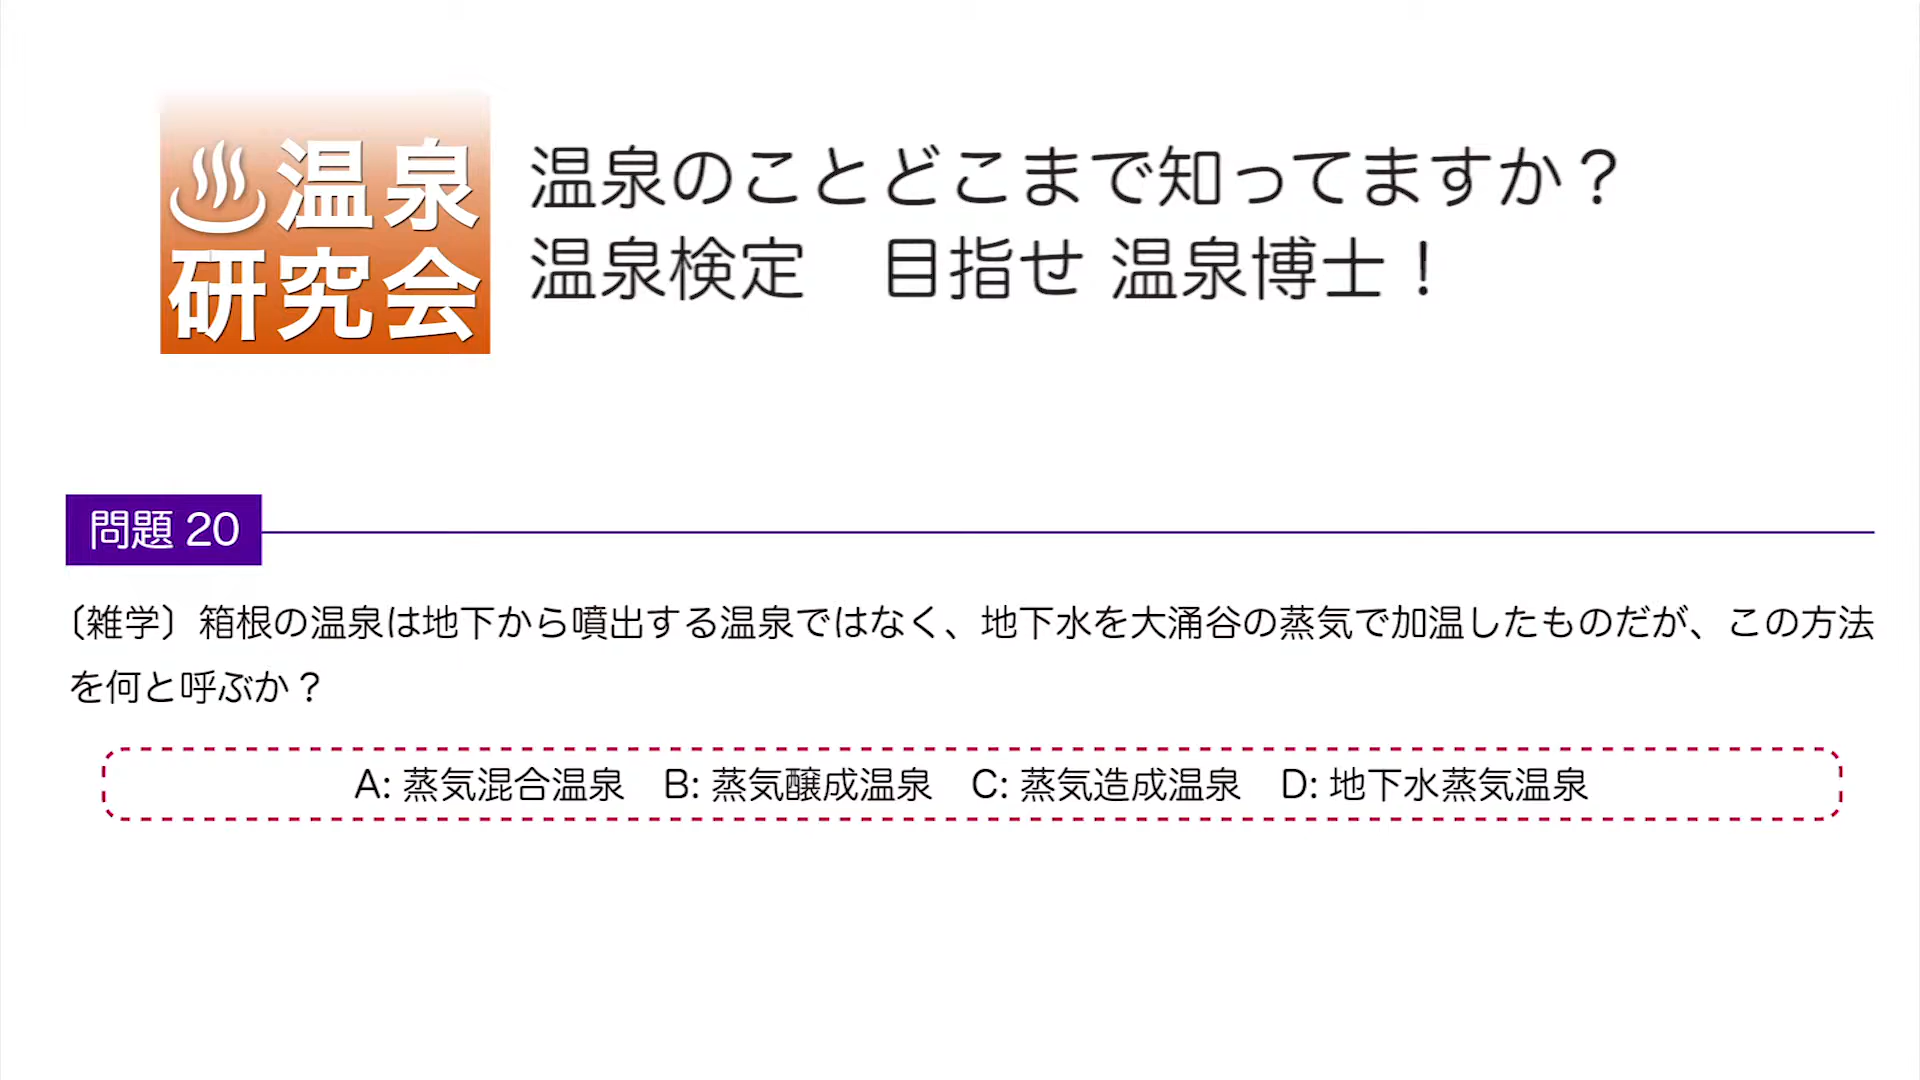 温泉
研究会
温泉のことどこまで知ってますか？
温泉検定　目指せ 温泉博士！
問題 20
〔雑学〕箱根の温泉は地下から噴出する温泉ではなく、地下水を大涌谷の蒸気で加温したものだが、この方法
を何と呼ぶか？
A: 蒸気混合温泉　B: 蒸気醸成温泉　C: 蒸気造成温泉　D: 地下水蒸気温泉